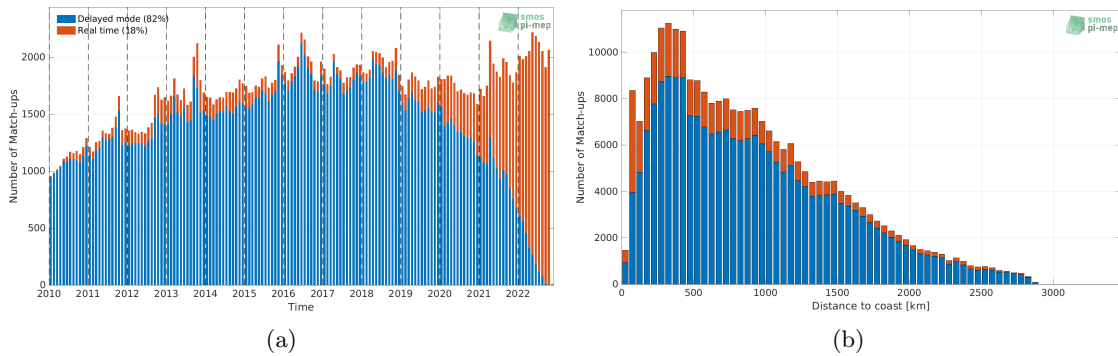 Delayed mode (82%)
Real time (18%)
smos
pi-mep
Number of Match-ups
2000
1500
1000
500
0
2010 2011 2012 2013 2014 2015 2016 2017 2018 2019 2020 2021 2022
Time
(a)
smos
pi-mep
Number of Match-ups
10000
8000
6000
4000
2000
0
0 500 1000 1500 2000 2500 3000
Distance to coast [km]
(b)